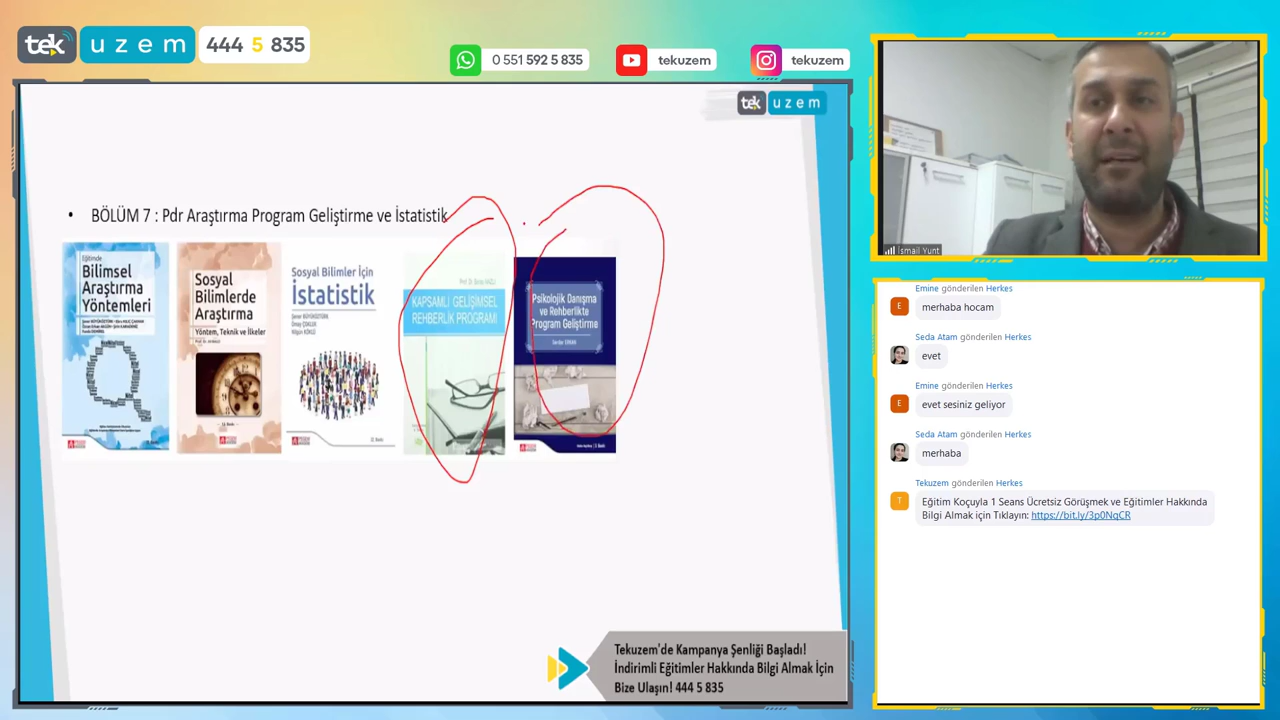 tek uzem 444 5 835
0 551 592 5 835
tekuzem
tekuzem
tek uzem
• BÖLÜM 7 : Pdr Araştırma Program Geliştirme ve İstatistik
Eğitimde
Bilimsel
Araştırma
Yöntemleri
Sosyal
Bilimlerde
Araştırma
Yöntem, Teknik ve İlkeler
Sosyal Bilimler İçin
İstatistik
KAPSAMLI GELİŞİMSEL
REHBERLİK PROGRAMI
Psikolojik Danışma
ve Rehberlikte
Program Geliştirme
Tekuzem'de Kampanya Şenliği Başladı!
İndirimli Eğitimler Hakkında Bilgi Almak İçin
Bize Ulaşın! 444 5 835
İsmail Yunt
Emine gönderilen Herkes
E
merhaba hocam
Seda Atam gönderilen Herkes
evet
Emine gönderilen Herkes
E
evet sesiniz geliyor
Seda Atam gönderilen Herkes
merhaba
Tekuzem gönderilen Herkes
T
Eğitim Koçuyla 1 Seans Ücretsiz Görüşmek ve Eğitimler Hakkında
Bilgi Almak için Tıklayın: https://bit.ly/3p0NqCR